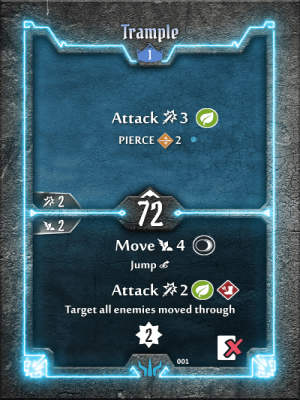 Trample
1
Attack 3
PIERCE 2
2
72
2
Move 4
Jump
Attack 2
Target all enemies moved through
2
001